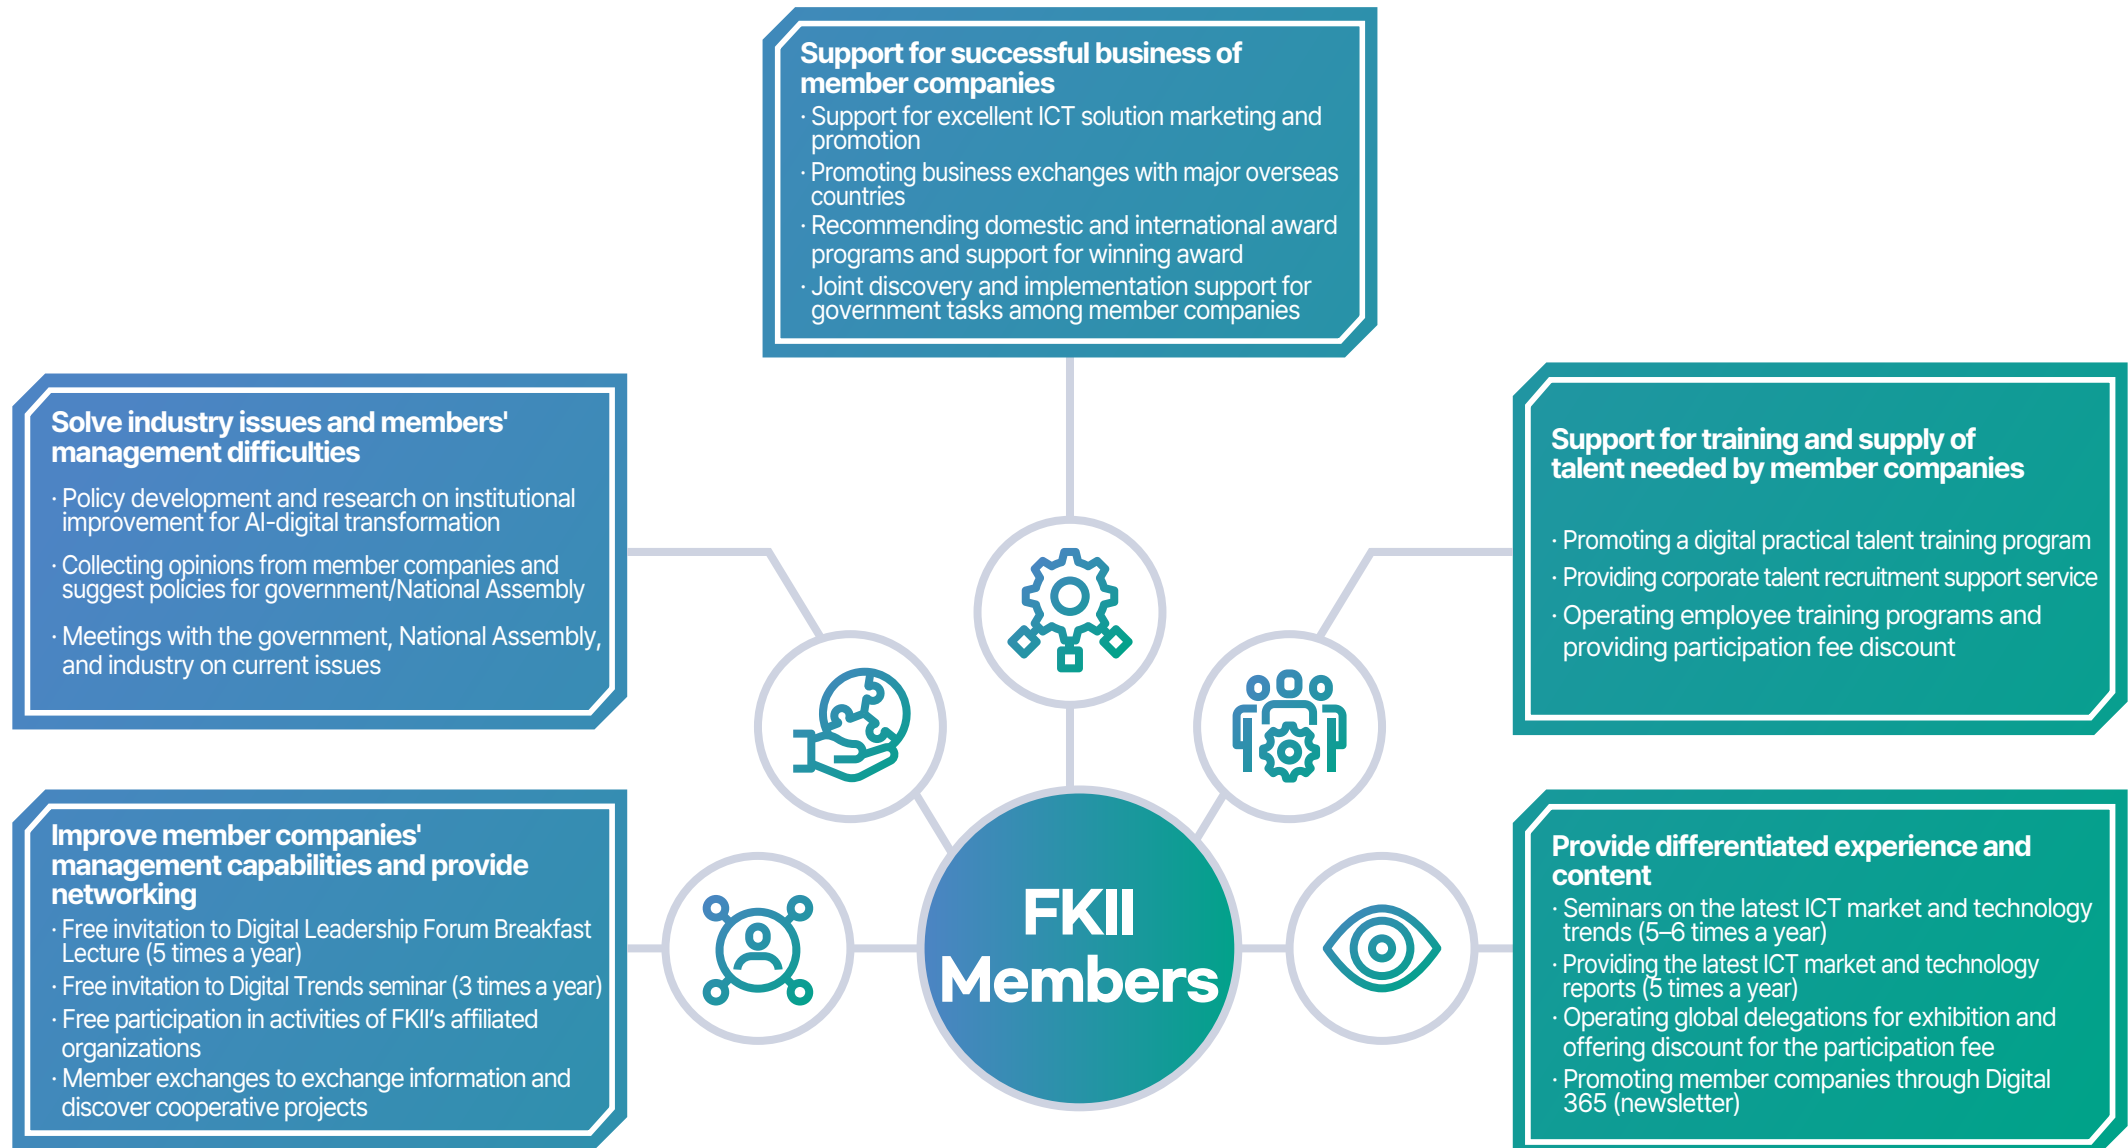 Support for successful business of
member companies
· Support for excellent ICT solution marketing and
promotion
· Promoting business exchanges with major overseas
countries
· Recommending domestic and international award
programs and support for winning award
· Joint discovery and implementation support for
government tasks among member companies
Solve industry issues and members'
management difficulties
· Policy development and research on institutional
improvement for AI-digital transformation
· Collecting opinions from member companies and
suggest policies for government/National Assembly
· Meetings with the government, National Assembly,
and industry on current issues
Support for training and supply of
talent needed by member companies
· Promoting a digital practical talent training program
· Providing corporate talent recruitment support service
· Operating employee training programs and
providing participation fee discount
Improve member companies'
management capabilities and provide
networking
· Free invitation to Digital Leadership Forum Breakfast
Lecture (5 times a year)
· Free invitation to Digital Trends seminar (3 times a year)
· Free participation in activities of FKII’s affiliated
organizations
· Member exchanges to exchange information and
discover cooperative projects
FKII
Members
Provide differentiated experience and
content
· Seminars on the latest ICT market and technology
trends (5–6 times a year)
· Providing the latest ICT market and technology
reports (5 times a year)
· Operating global delegations for exhibition and
offering discount for the participation fee
· Promoting member companies through Digital
365 (newsletter)